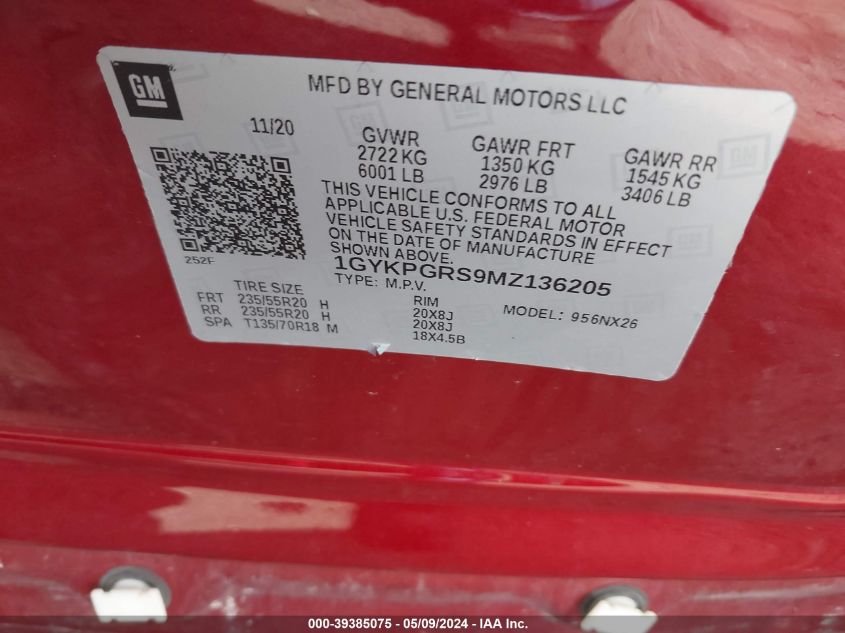 GM
MFD BY GENERAL MOTORS LLC
11/20
GVWR
2722 KG
6001 LB
GAWR FRT
1350 KG
2976 LB
GAWR RR
1545 KG
3406 LB
THIS VEHICLE CONFORMS TO ALL
APPLICABLE U.S. FEDERAL MOTOR
VEHICLE SAFETY STANDARDS IN EFFECT
ON THE DATE OF MANUFACTURE
SHOWN ABOVE.
252F
1GYKPGRS9MZ136205
TYPE: M.P.V.
MODEL: 956NX26
TIRE SIZE RIM
FRT 235/55R20 H 20X8J
RR 235/55R20 H 20X8J
SPA T135/70R18 M 18X4.5B
000-39385075 - 05/09/2024 - IAA Inc.